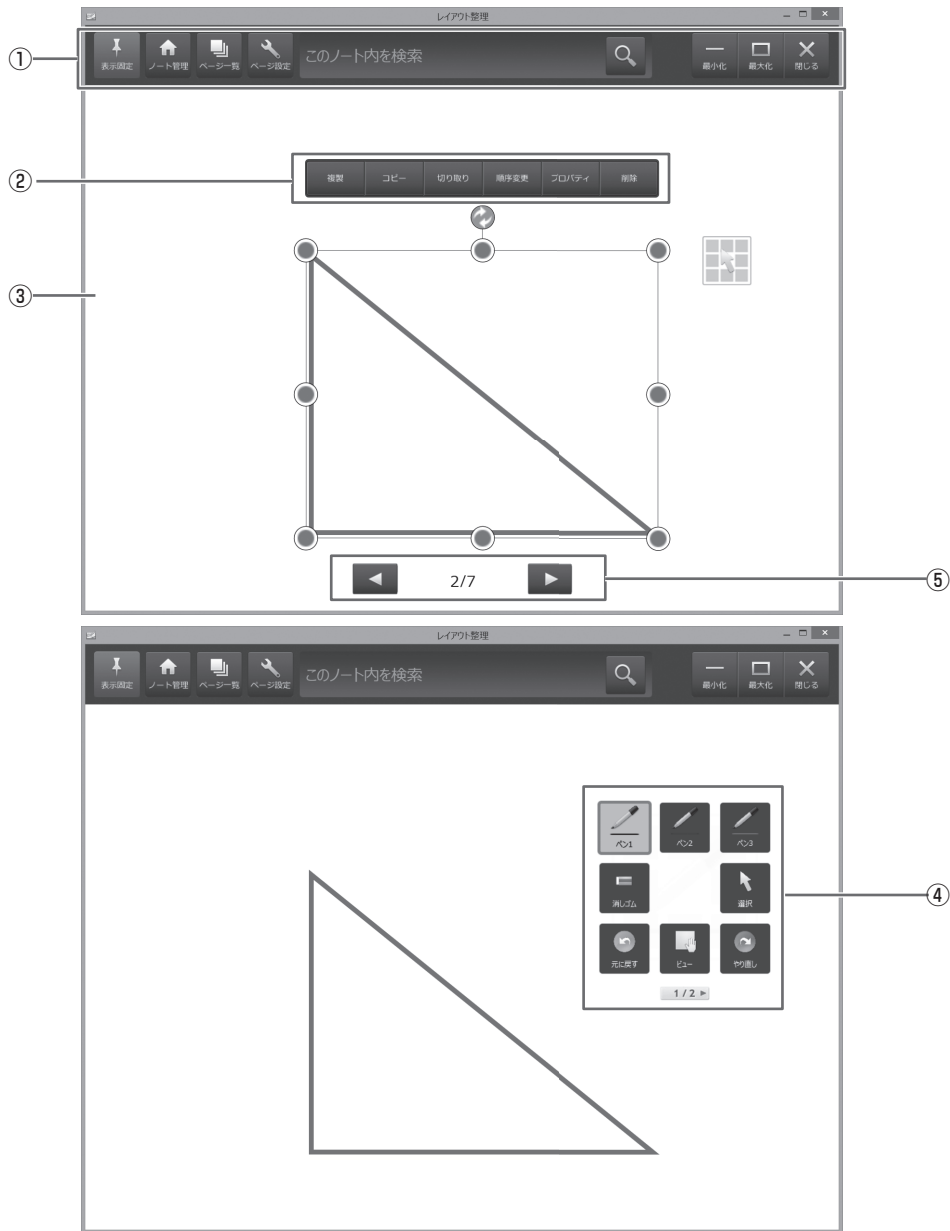 レイアウト整理
①
表示固定 ノート管理 ページ一覧 ページ設定 このノート内を検索 最小化 最大化 閉じる
②
複製 コピー 切り取り 順序変更 プロパティ 削除
③
2/7
⑤
レイアウト整理
表示固定 ノート管理 ページ一覧 ページ設定 このノート内を検索 最小化 最大化 閉じる
ペン1 ペン2 ペン3
④
消しゴム 選択
元に戻す ビュー やり直し
1 / 2